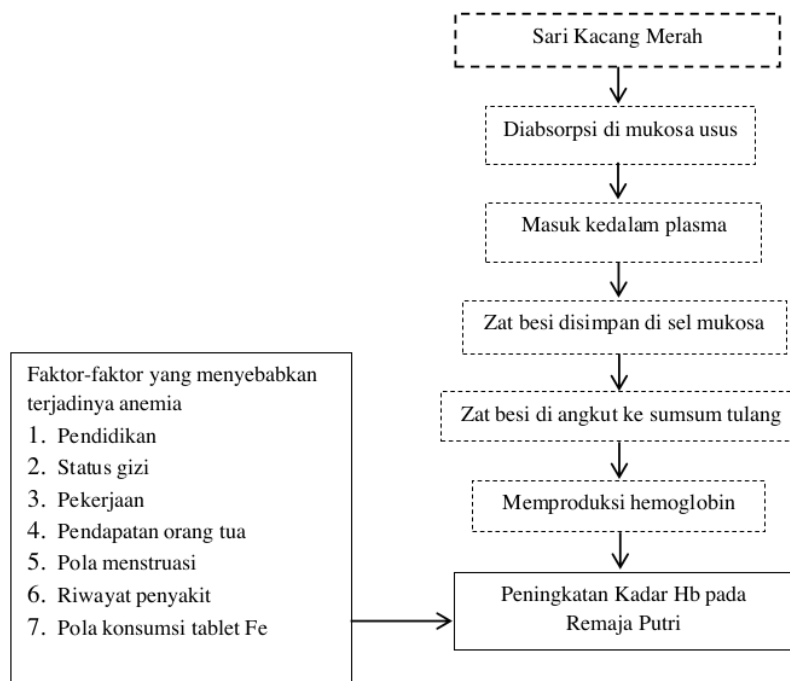 Sari Kacang Merah
Diabsorpsi di mukosa usus
Masuk kedalam plasma
Zat besi disimpan di sel mukosa
Zat besi di angkut ke sumsum tulang
Memproduksi hemoglobin
Peningkatan Kadar Hb pada
Remaja Putri
Faktor-faktor yang menyebabkan
terjadinya anemia
1. Pendidikan
2. Status gizi
3. Pekerjaan
4. Pendapatan orang tua
5. Pola menstruasi
6. Riwayat penyakit
7. Pola konsumsi tablet Fe